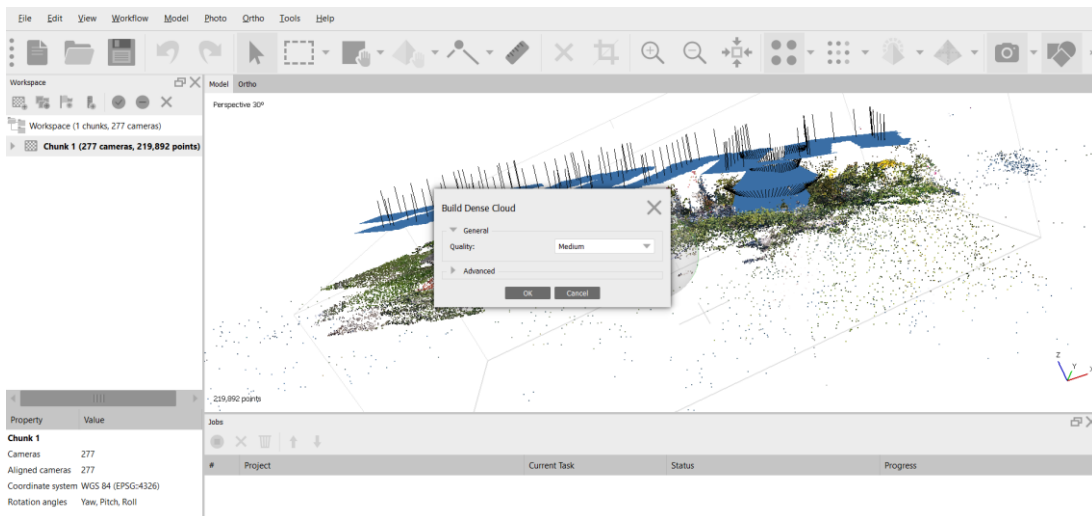 File Edit View Workflow Model Photo Ortho Tools Help
Workspace
Model Ortho
Perspective 30°
Workspace (1 chunks, 277 cameras)
Chunk 1 (277 cameras, 219,892 points)
Build Dense Cloud
General
Quality: Medium
Advanced
OK Cancel
Z
Y
X
219,892 points
Property Value
Jobs
Chunk 1
Cameras 277
# Project Current Task Status Progress
Aligned cameras 277
Coordinate system WGS 84 (EPSG:4326)
Rotation angles Yaw, Pitch, Roll